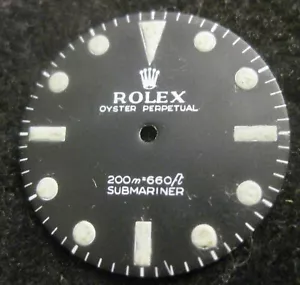 ROLEX
OYSTER PERPETUAL
200m=660ft
SUBMARINER